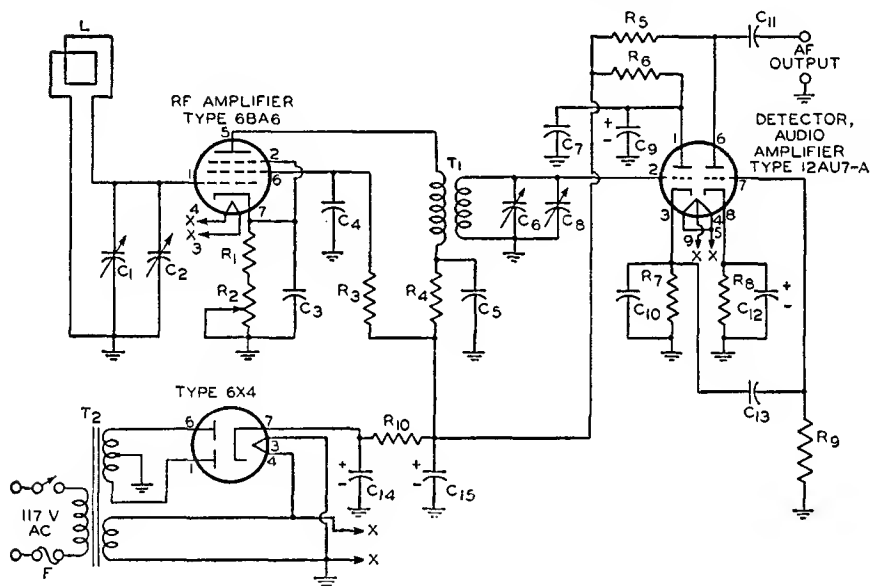 L
RF AMPLIFIER
TYPE 6BA6
5
2
6
1
4
X
X
3
7
C1
C2
R1
R2
C3
C4
R3
R4
C5
T1
C6
C8
R5
R6
C7
+
-
C9
C11
AF
OUTPUT
DETECTOR,
AUDIO
AMPLIFIER
TYPE 12AU7-A
1
6
2
7
3
4
8
9
5
X
X
R7
C10
R8
C12
+
-
C13
R9
TYPE 6X4
T2
6
7
3
4
1
R10
+
-
C14
+
-
C15
117 V
AC
F
X
X